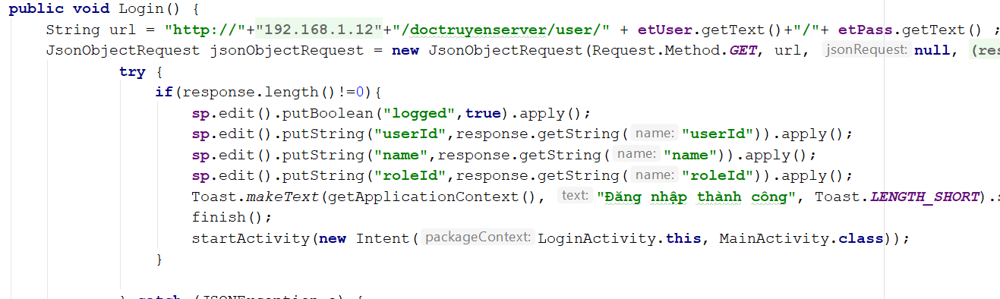 public void Login() {
String url = "http://"+"192.168.1.12"+"/doctruyenserver/user/" + etUser.getText()+"/"+ etPass.getText() ;
JsonObjectRequest jsonObjectRequest = new JsonObjectRequest(Request.Method.GET, url, jsonRequest: null, (res
try {
if(response.length()!=0){
sp.edit().putBoolean("logged",true).apply();
sp.edit().putString("userId",response.getString( name: "userId")).apply();
sp.edit().putString("name",response.getString( name: "name")).apply();
sp.edit().putString("roleId",response.getString( name: "roleId")).apply();
Toast.makeText(getApplicationContext(), text: "Đăng nhập thành công", Toast.LENGTH_SHORT).s
finish();
startActivity(new Intent( packageContext: LoginActivity.this, MainActivity.class));
}
} catch (JSONException e) {